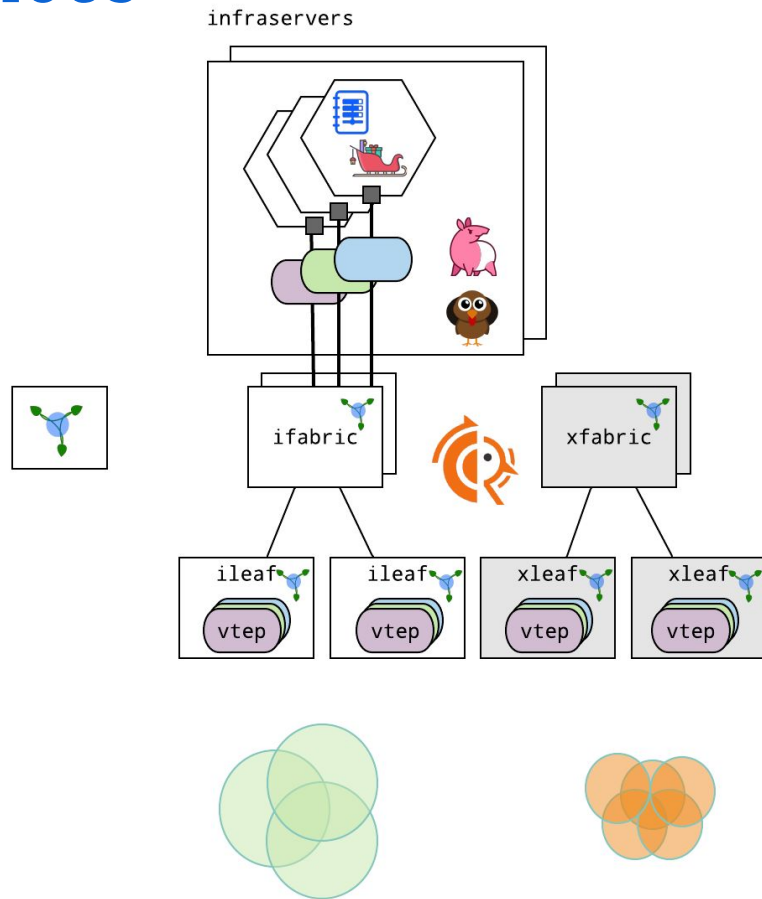 infraservers
ifabric
xfabric
ileaf
ileaf
xleaf
xleaf
vtep
vtep
vtep
vtep